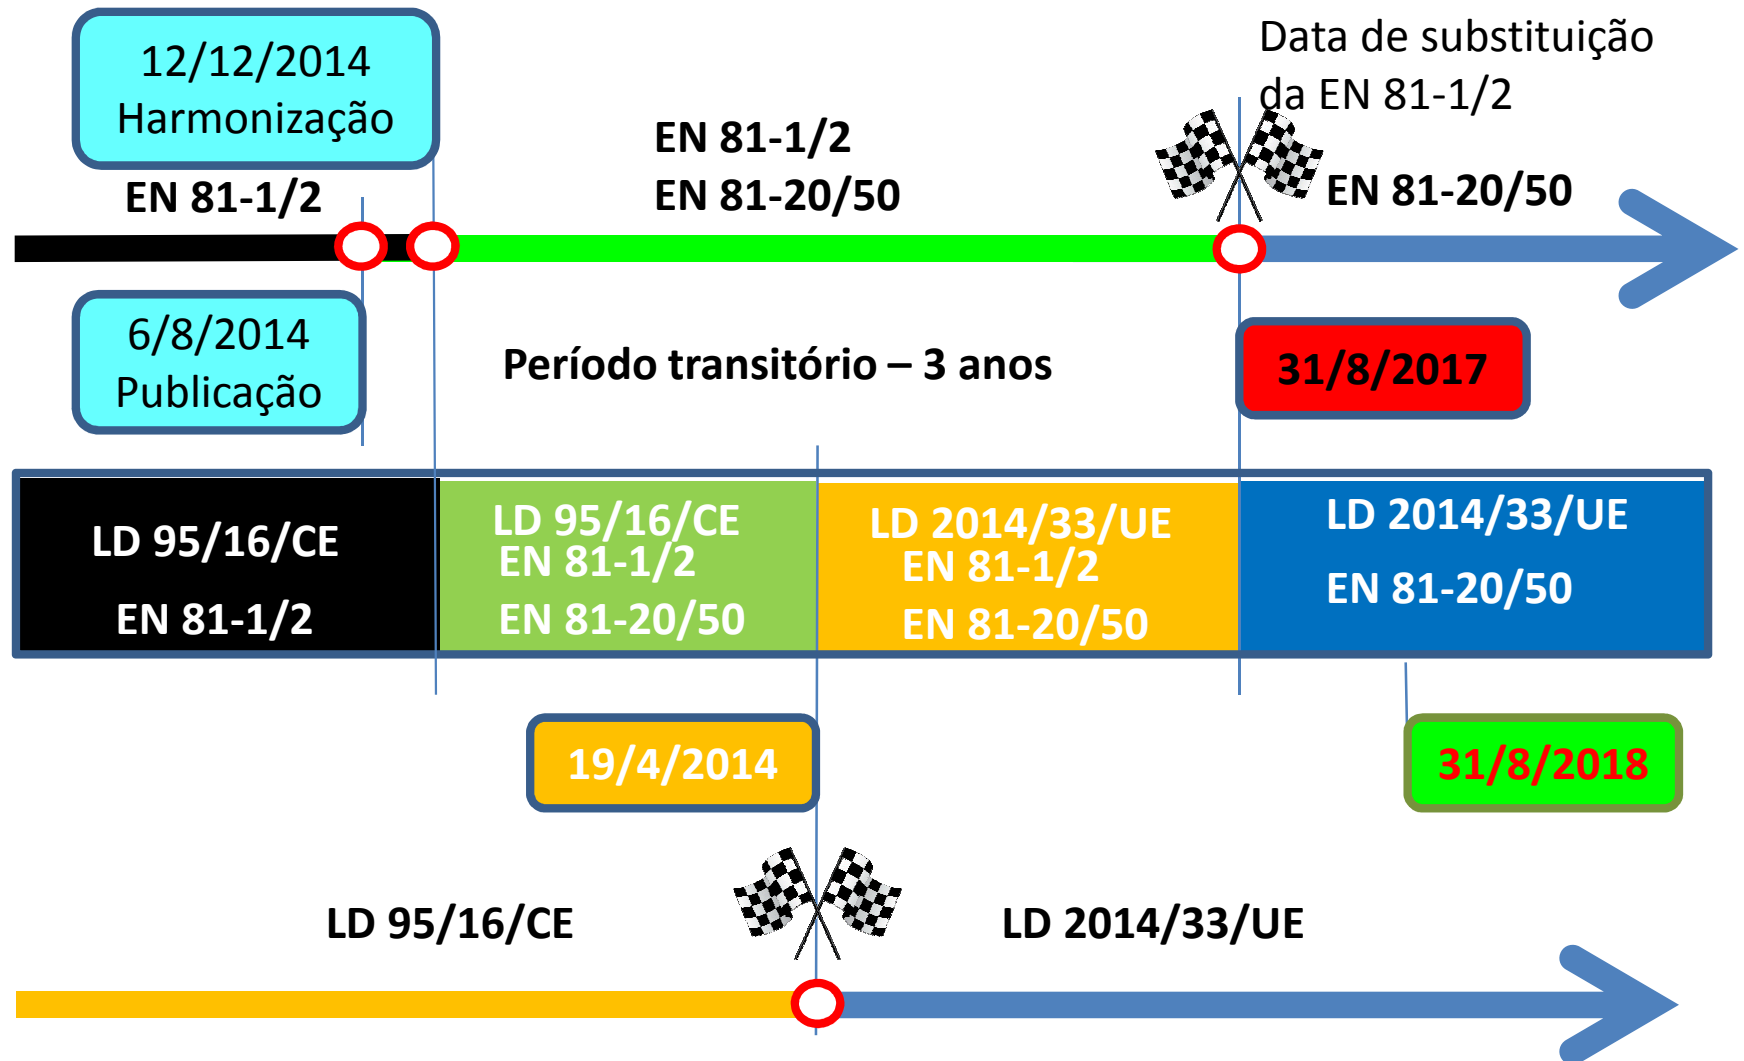 12/12/2014
Harmonização
EN 81-1/2
EN 81-1/2
EN 81-20/50
Data de substituição
da EN 81-1/2
EN 81-20/50
6/8/2014
Publicação
Período transitório – 3 anos
31/8/2017
LD 95/16/CE
EN 81-1/2
LD 95/16/CE
EN 81-1/2
EN 81-20/50
LD 2014/33/UE
EN 81-1/2
EN 81-20/50
LD 2014/33/UE
EN 81-20/50
19/4/2014
31/8/2018
LD 95/16/CE
LD 2014/33/UE